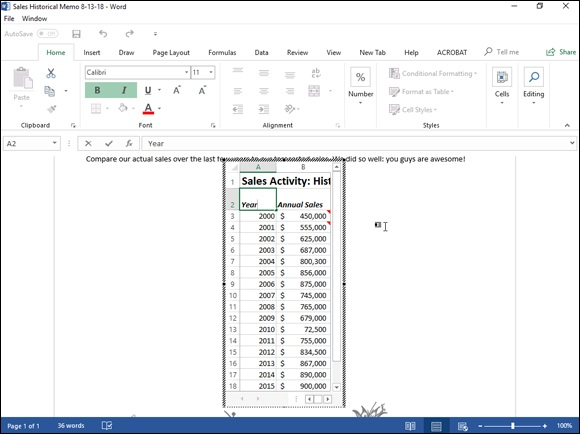 Sales Historical Memo 8-13-18 - Word
File Window
AutoSave Off
Home Insert Draw Page Layout Formulas Data Review View New Tab Help ACROBAT Tell me Share
Calibri 11
ab
Paste B I U A A % Conditional Formatting
Number Format as Table Cells Editing
A Cell Styles
Clipboard Font Alignment Styles
A2 Year
Compare our actual sales over the last did so well: you guys are awesome!
A B
1 Sales Activity: Hist
2 Year Annual Sales
3 2000 $ 450,000
4 2001 $ 555,000
5 2002 $ 625,000
6 2003 $ 687,000
7 2004 $ 800,300
8 2005 $ 856,000
9 2006 $ 875,000
10 2007 $ 745,000
11 2008 $ 765,000
12 2009 $ 679,000
13 2010 $ 72,500
14 2011 $ 755,000
15 2012 $ 834,500
16 2013 $ 867,000
17 2014 $ 890,000
18 2015 $ 900,000
Page 1 of 1 36 words 100%